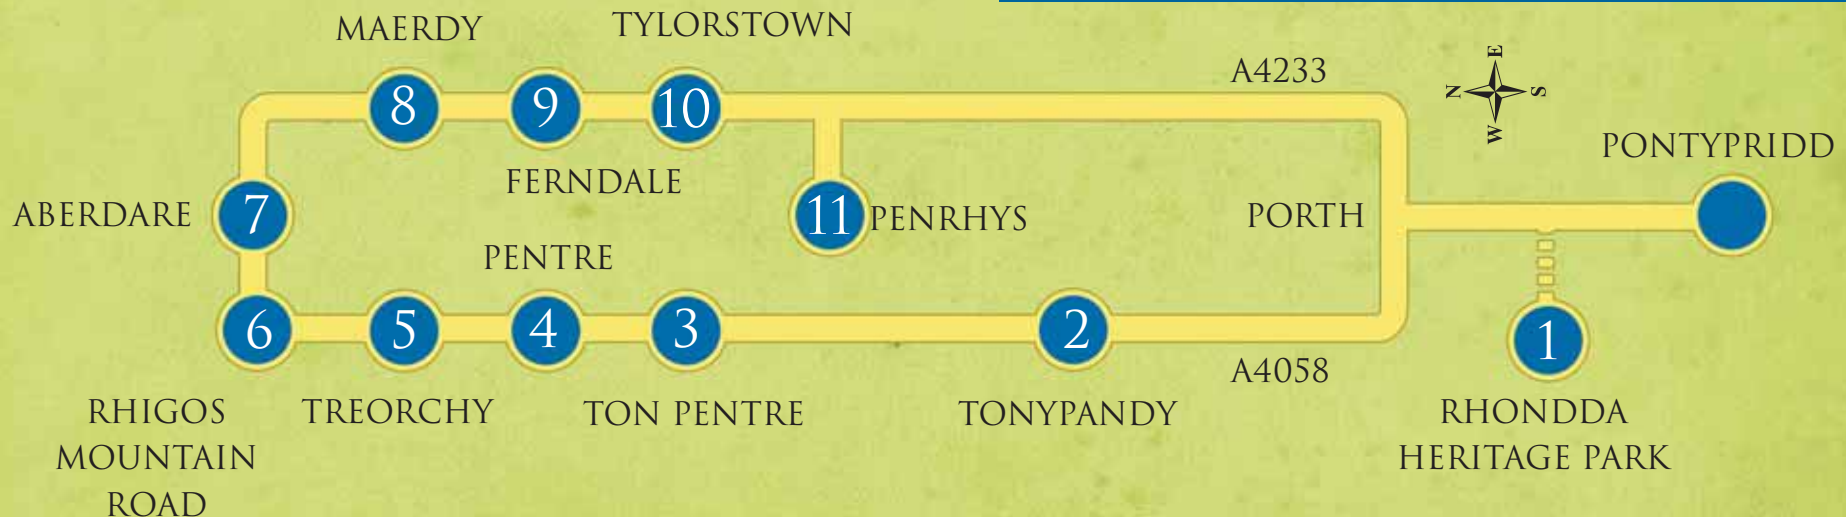 MAERDY
TYLORSTOWN
A4233
N
E
S
W
PONTYPRIDD
8
9
10
FERNDALE
ABERDARE
7
11
PENRHYS
PORTH
PENTRE
6
5
4
3
2
1
A4058
RHIGOS
MOUNTAIN
ROAD
TREORCHY
TON PENTRE
TONYPANDY
RHONDDA
HERITAGE PARK